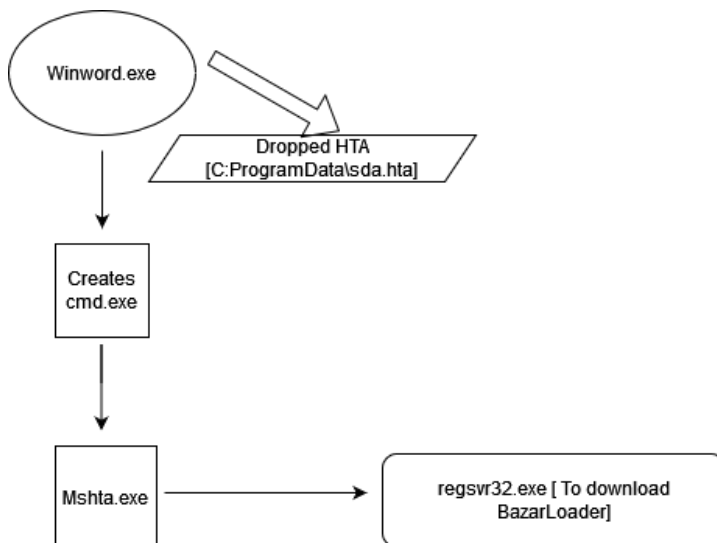 Winword.exe
Dropped HTA
[C:ProgramData\sda.hta]
Creates
cmd.exe
Mshta.exe
regsvr32.exe [ To download
BazarLoader]